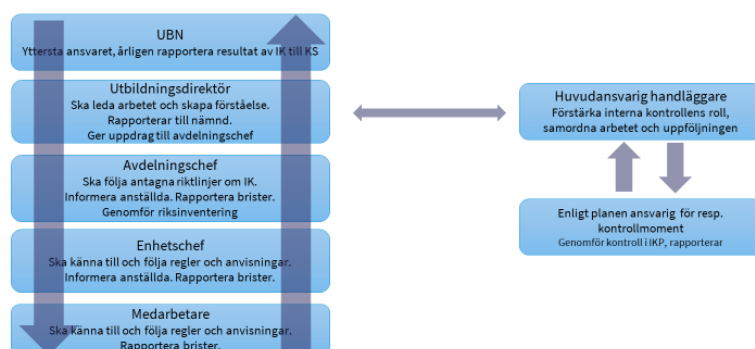 UBN
Yttersta ansvaret, årligen rapportera resultat av IK till KS
Utbildningsdirektör
Ska leda arbetet och skapa förståelse.
Rapporterar till nämnd.
Ger uppdrag till avdelningschef
Avdelningschef
Ska följa antagna riktlinjer om IK.
Informera anställda. Rapportera brister.
Genomför riksinventering
Enhetschef
Ska känna till och följa regler och anvisningar.
Informera anställda. Rapportera brister.
Medarbetare
Ska känna till och följa regler och anvisningar.
Rapportera brister.
Huvudansvarig handläggare
Förstärka interna kontrollens roll,
samordna arbetet och uppföljningen
Enligt planen ansvarig för resp.
kontrollmoment
Genomför kontroll i IKP, rapporterar